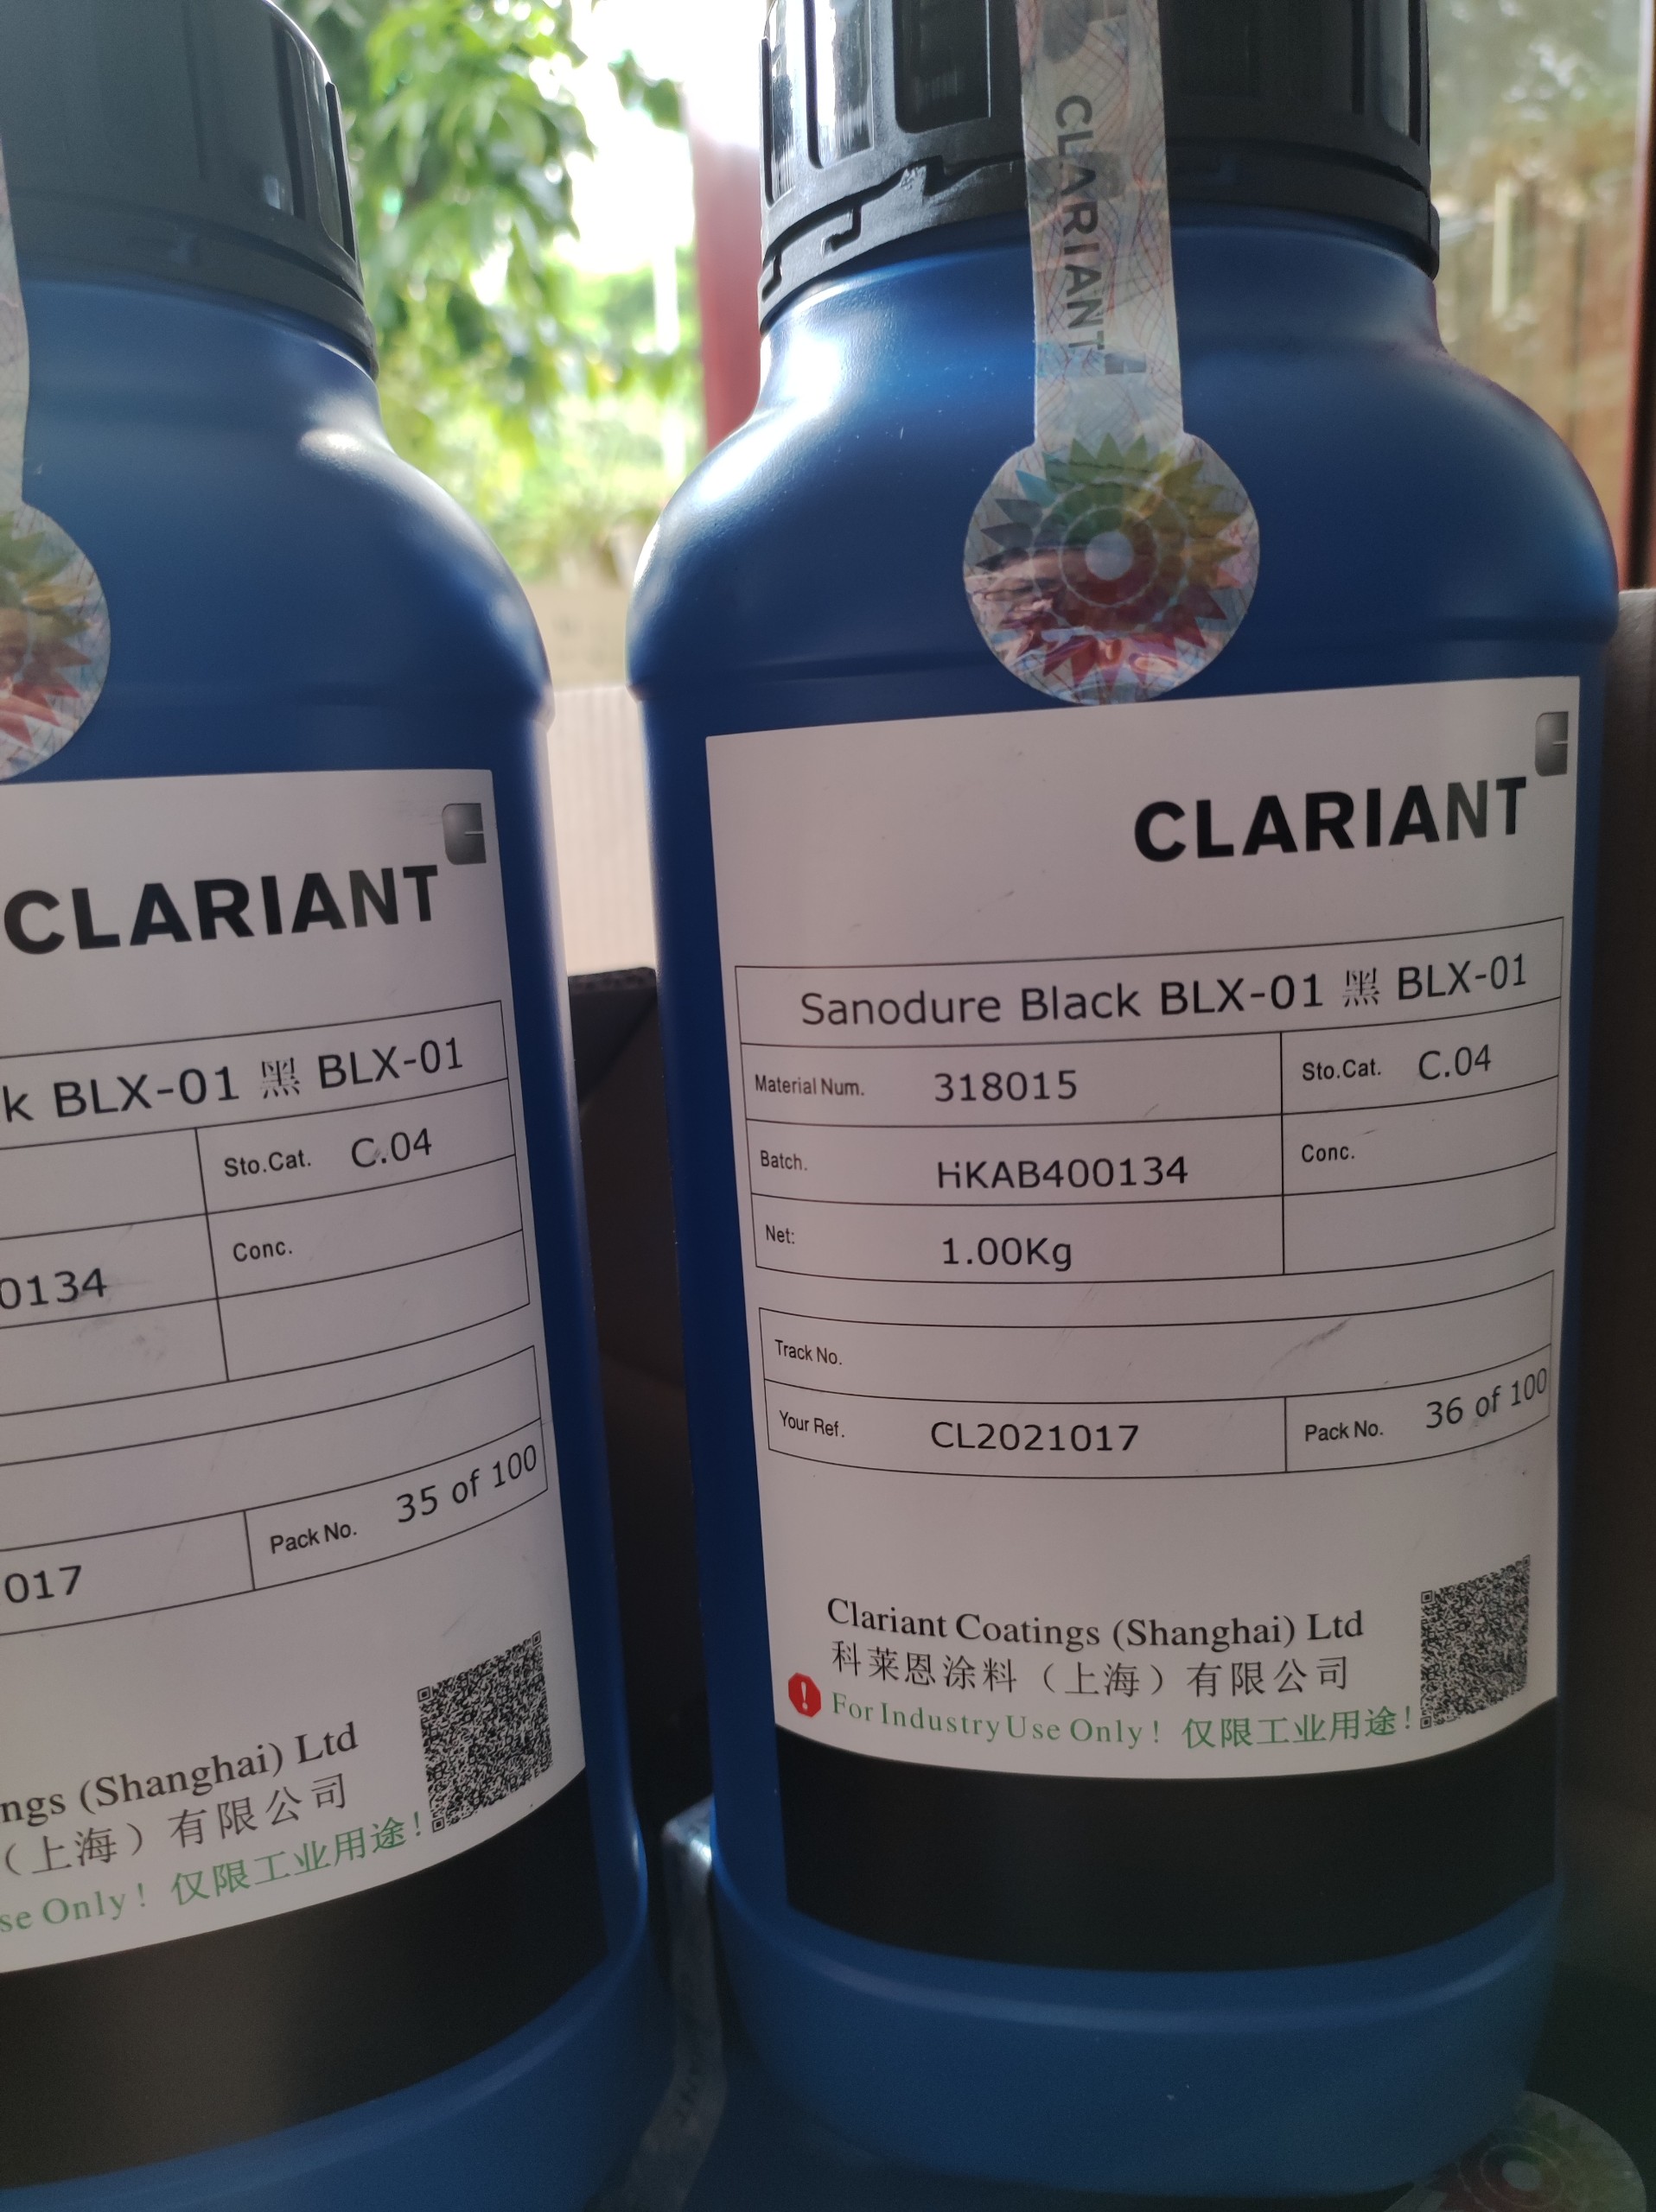 CLARIANT
CLARIANT
Sanodure Black BLX-01 黑 BLX-01
Material Num. 318015 Sto.Cat. C.04
Batch. HKAB400134 Conc.
Net: 1.00Kg
Track No.
Your Ref. CL2021017 Pack No. 36 of 100
Clariant Coatings (Shanghai) Ltd
科莱恩涂料（上海）有限公司
! For Industry Use Only! 仅限工业用途!
CLARIANT
k BLX-01 黑 BLX-01
Sto.Cat. C.04
0134 Conc.
017 Pack No. 35 of 100
ngs (Shanghai) Ltd
（上海）有限公司
se Only! 仅限工业用途!